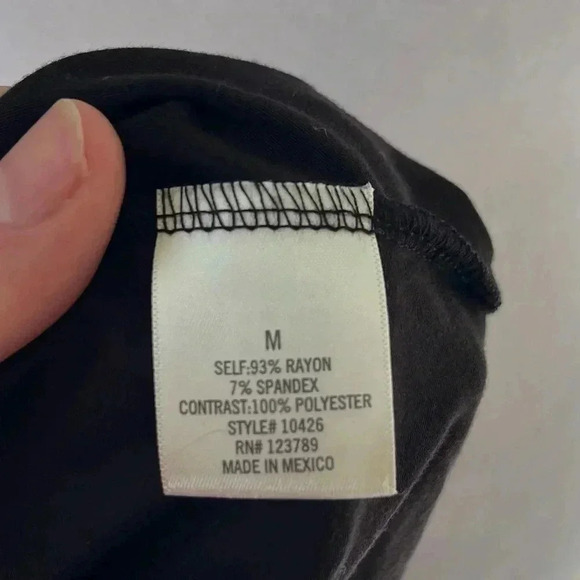 M
SELF:93% RAYON
7% SPANDEX
CONTRAST:100% POLYESTER
STYLE# 10426
RN# 123789
MADE IN MEXICO